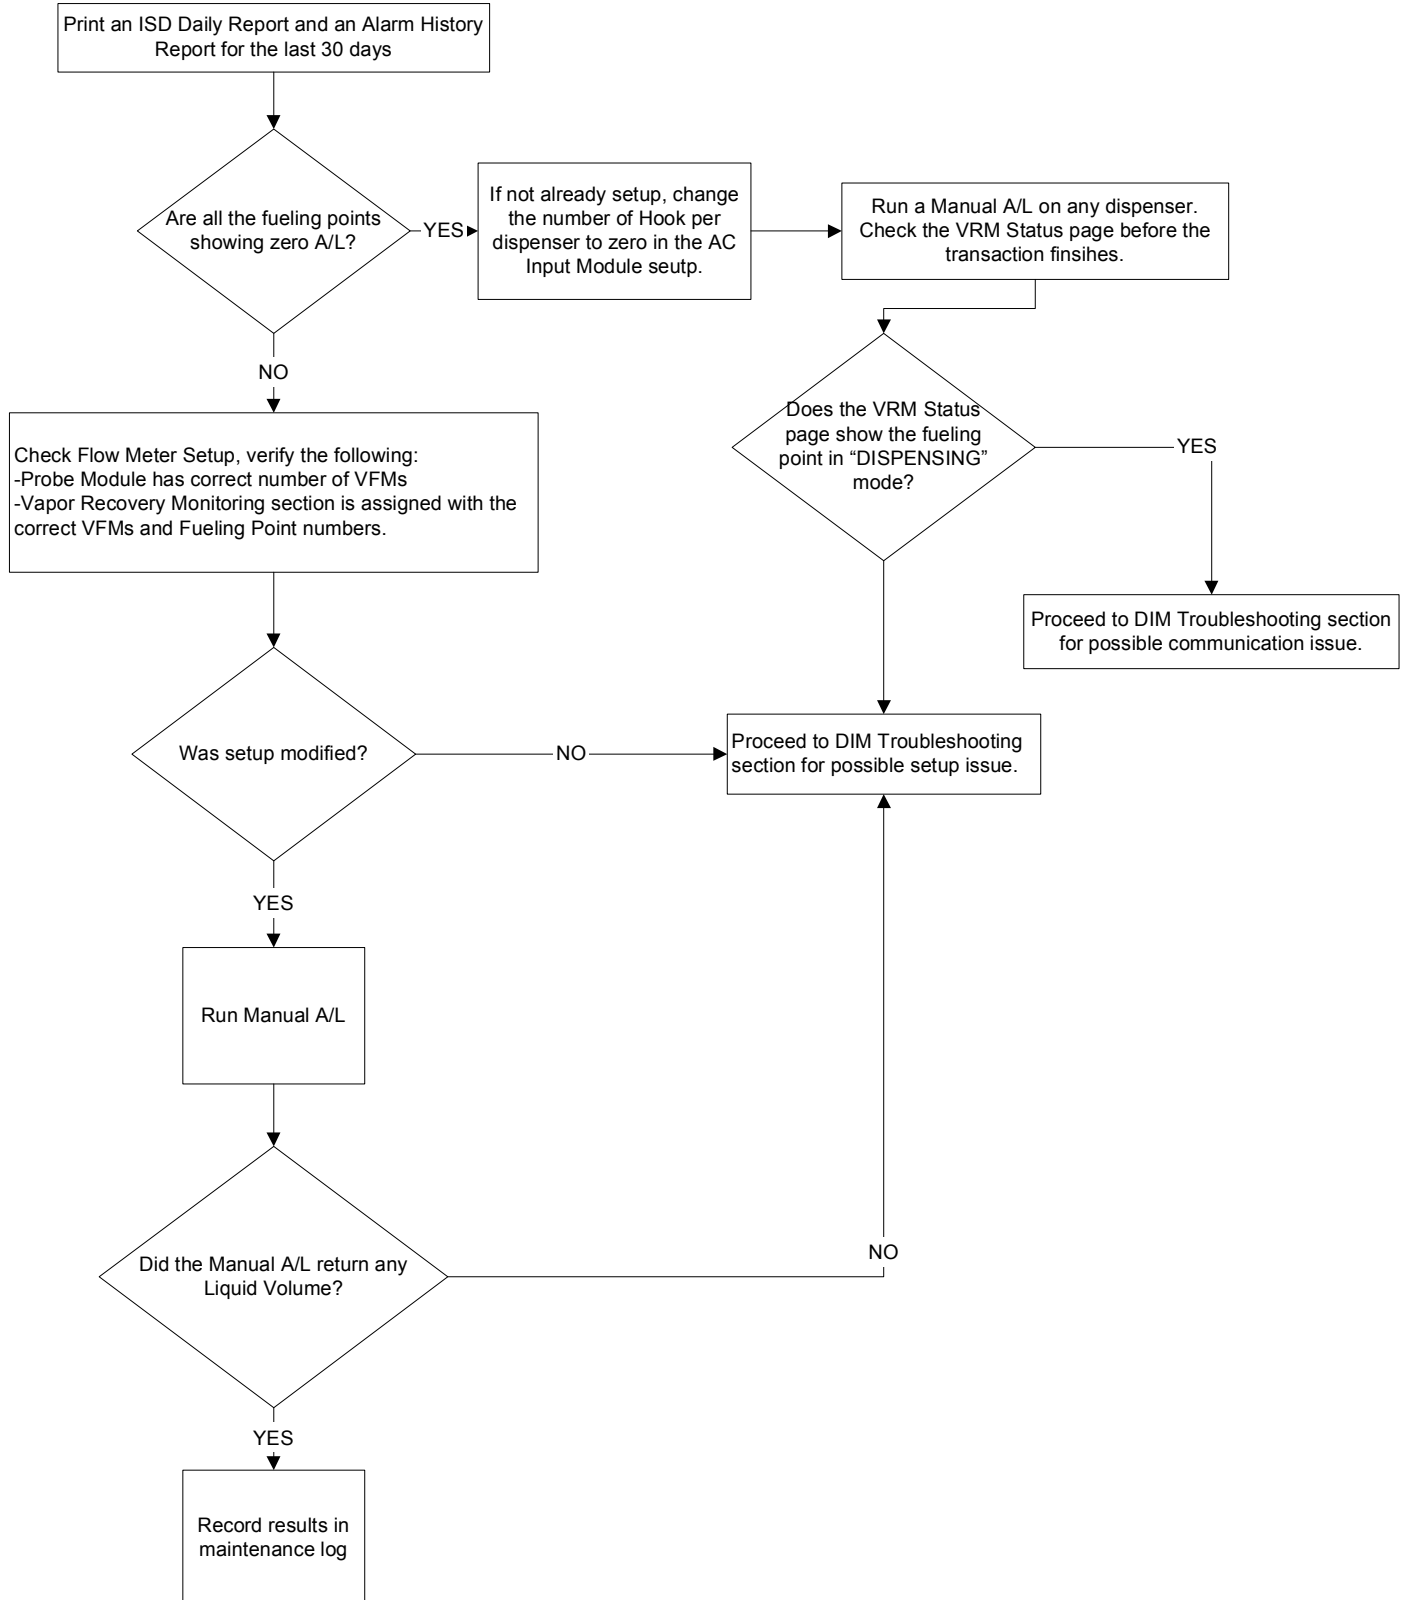 Print an ISD Daily Report and an Alarm History
Report for the last 30 days
Are all the fueling points
showing zero A/L?
YES
If not already setup, change
the number of Hook per
dispenser to zero in the AC
Input Module seutp.
Run a Manual A/L on any dispenser.
Check the VRM Status page before the
transaction finsihes.
NO
Does the VRM Status
page show the fueling
point in “DISPENSING”
mode?
YES
Check Flow Meter Setup, verify the following:
-Probe Module has correct number of VFMs
-Vapor Recovery Monitoring section is assigned with the
correct VFMs and Fueling Point numbers.
Proceed to DIM Troubleshooting section
for possible communication issue.
Was setup modified?
NO
Proceed to DIM Troubleshooting
section for possible setup issue.
YES
Run Manual A/L
Did the Manual A/L return any
Liquid Volume?
NO
YES
Record results in
maintenance log